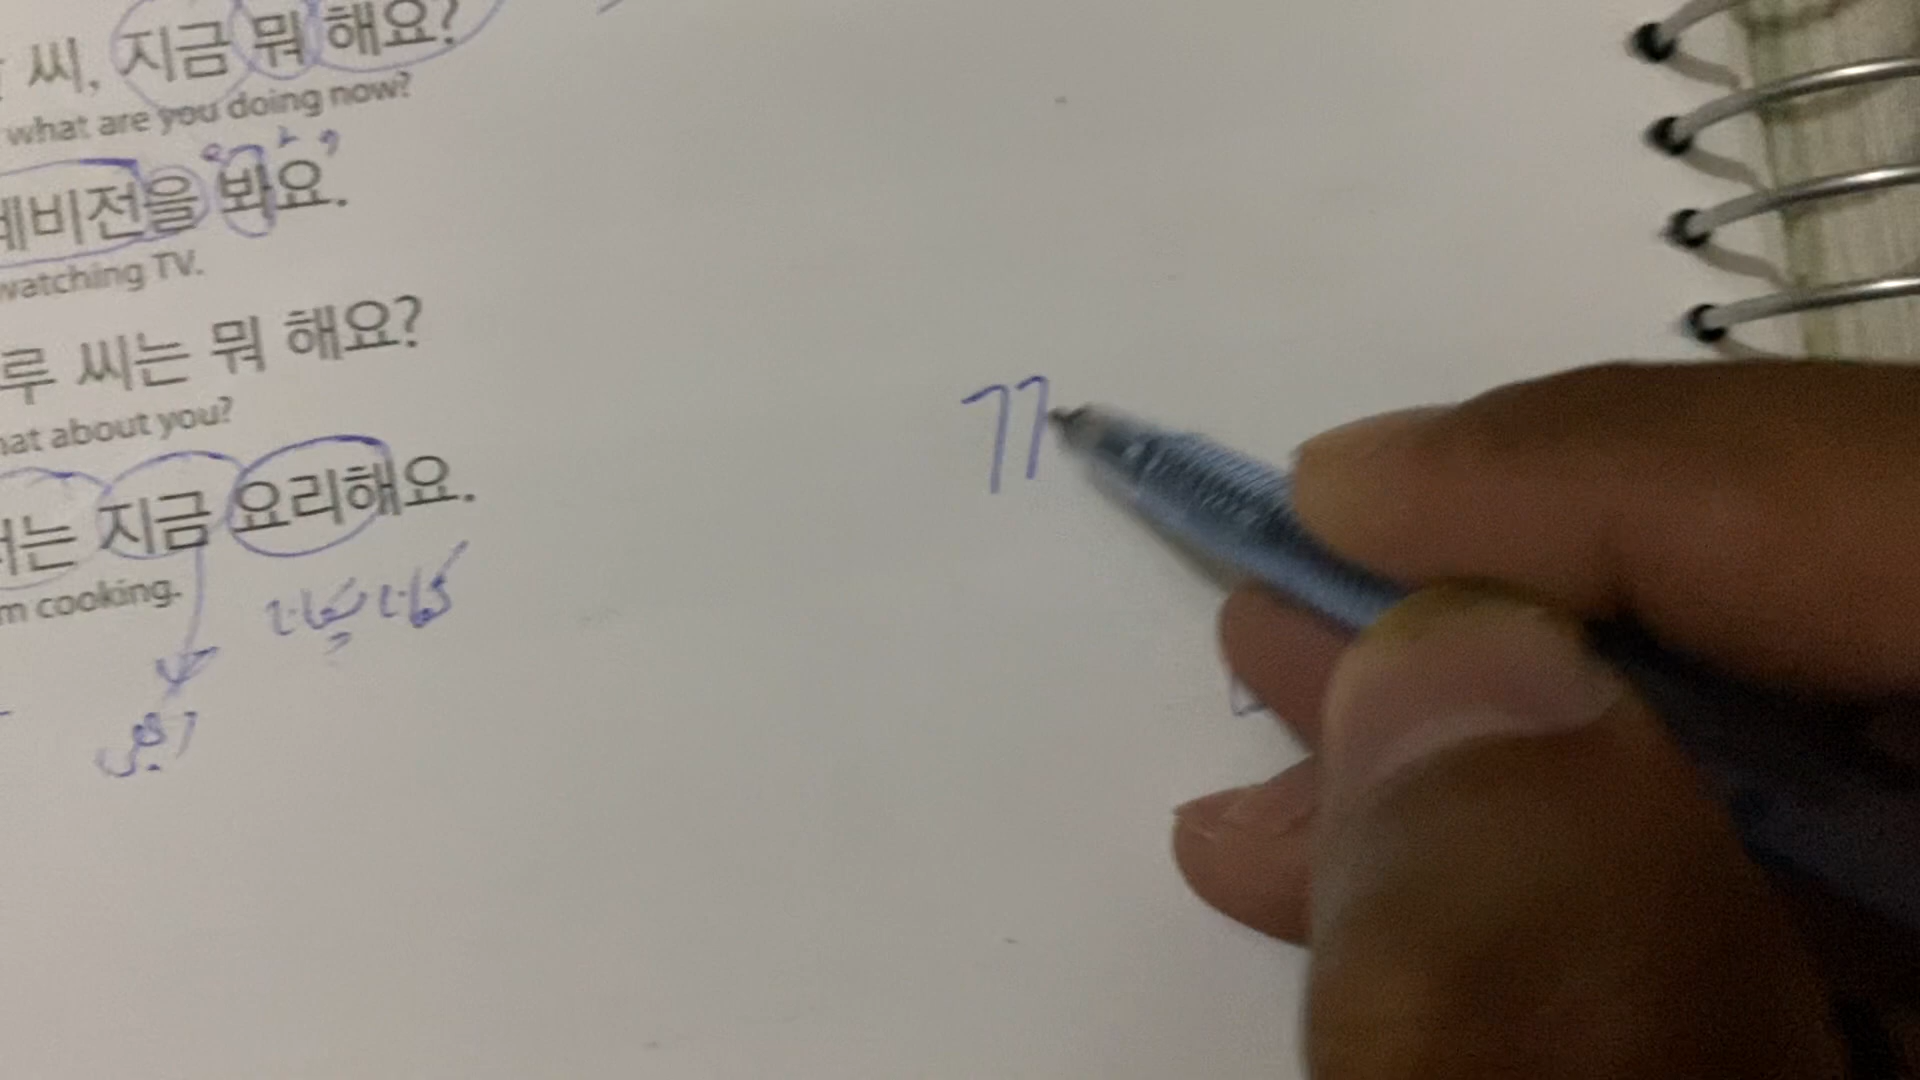 씨, 지금 뭐 해요?
what are you doing now?
레비전을 봐요.
watching TV.
루 씨는 뭐 해요?
hat about you?
저는 지금 요리해요.
m cooking.
ㄲ